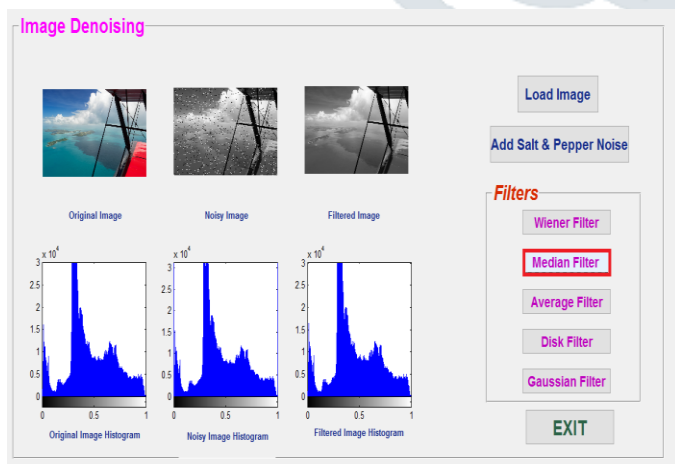 Image Denoising
Load Image
Add Salt & Pepper Noise
Original Image
Noisy Image
Filtered Image
Filters
Wiener Filter
Median Filter
Average Filter
Disk Filter
Gaussian Filter
EXIT
x 10^4
3
2.5
2
1.5
1
0.5
0
0 0.5 1
Original Image Histogram
x 10^4
3
2.5
2
1.5
1
0.5
0
0 0.5 1
Noisy Image Histogram
x 10^4
3
2.5
2
1.5
1
0.5
0
0 0.5 1
Filtered Image Histogram